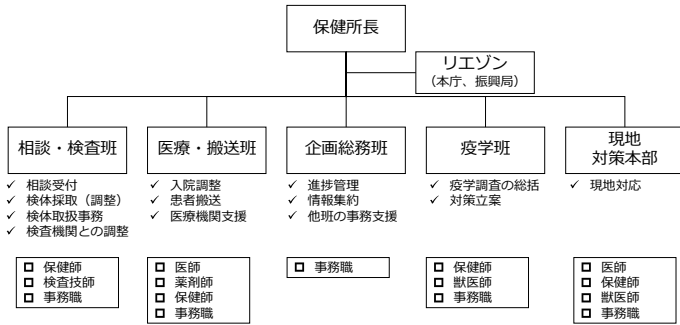 保健所長
リエゾン
（本庁、振興局）
相談・検査班
✓ 相談受付
✓ 検体採取（調整）
✓ 検体取扱事務
✓ 検査機関との調整
□ 保健師
□ 検査技師
□ 事務職
医療・搬送班
✓ 入院調整
✓ 患者搬送
✓ 医療機関支援
□ 医師
□ 薬剤師
□ 保健師
□ 事務職
企画総務班
✓ 進捗管理
✓ 情報集約
✓ 他班の事務支援
□ 事務職
疫学班
✓ 疫学調査の総括
✓ 対策立案
□ 保健師
□ 獣医師
□ 事務職
現地
対策本部
✓ 現地対応
□ 医師
□ 保健師
□ 獣医師
□ 事務職